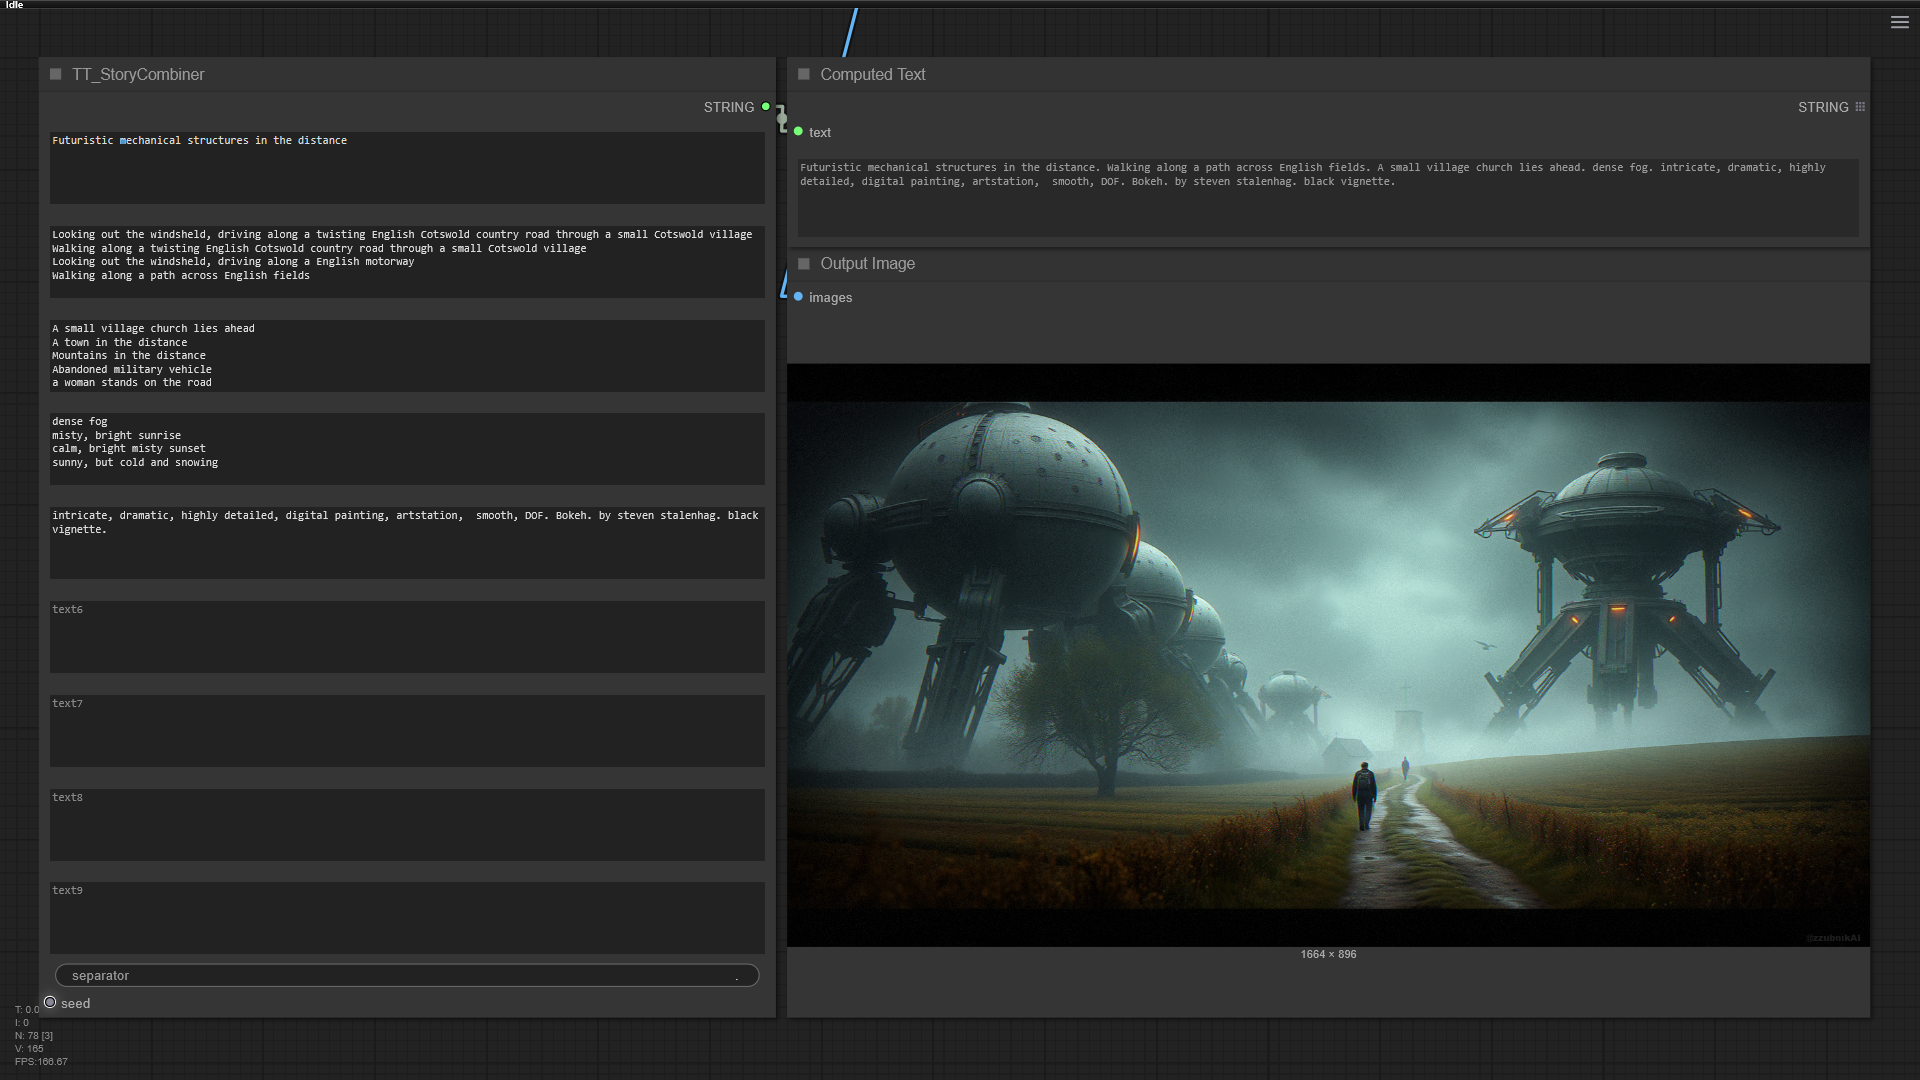 Idle
TT_StoryCombiner
STRING
Futuristic mechanical structures in the distance
Looking out the windsheld, driving along a twisting English Cotswold country road through a small Cotswold village
Walking along a twisting English Cotswold country road through a small Cotswold village
Looking out the windsheld, driving along a English motorway
Walking along a path across English fields
A small village church lies ahead
A town in the distance
Mountains in the distance
Abandoned military vehicle
a woman stands on the road
dense fog
misty, bright sunrise
calm, bright misty sunset
sunny, but cold and snowing
intricate, dramatic, highly detailed, digital painting, artstation,  smooth, DOF. Bokeh. by steven stalenhag. black
vignette.
text6
text7
text8
text9
separator .
seed
T: 0.0
I: 0
N: 78 [3]
V: 165
FPS:166.67
Computed Text
STRING
text
Futuristic mechanical structures in the distance. Walking along a path across English fields. A small village church lies ahead. dense fog. intricate, dramatic, highly
detailed, digital painting, artstation,  smooth, DOF. Bokeh. by steven stalenhag. black vignette.
Output Image
images
@zzubnikAI
1664 × 896